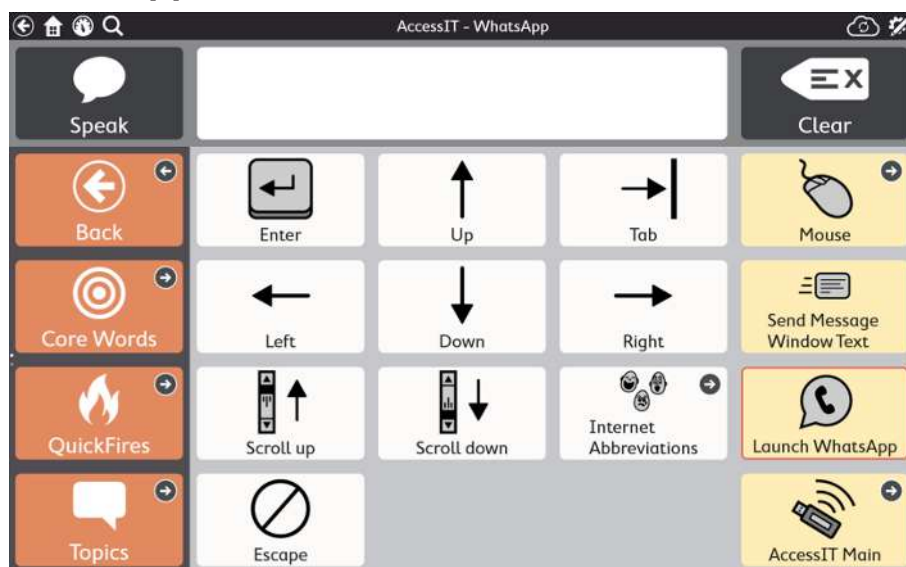 AccessIT - WhatsApp
Speak
Clear
Back
Enter
Up
Tab
Mouse
Core Words
Left
Down
Right
Send Message
Window Text
QuickFires
Scroll up
Scroll down
Internet
Abbreviations
Launch WhatsApp
Topics
Escape
AccessIT Main